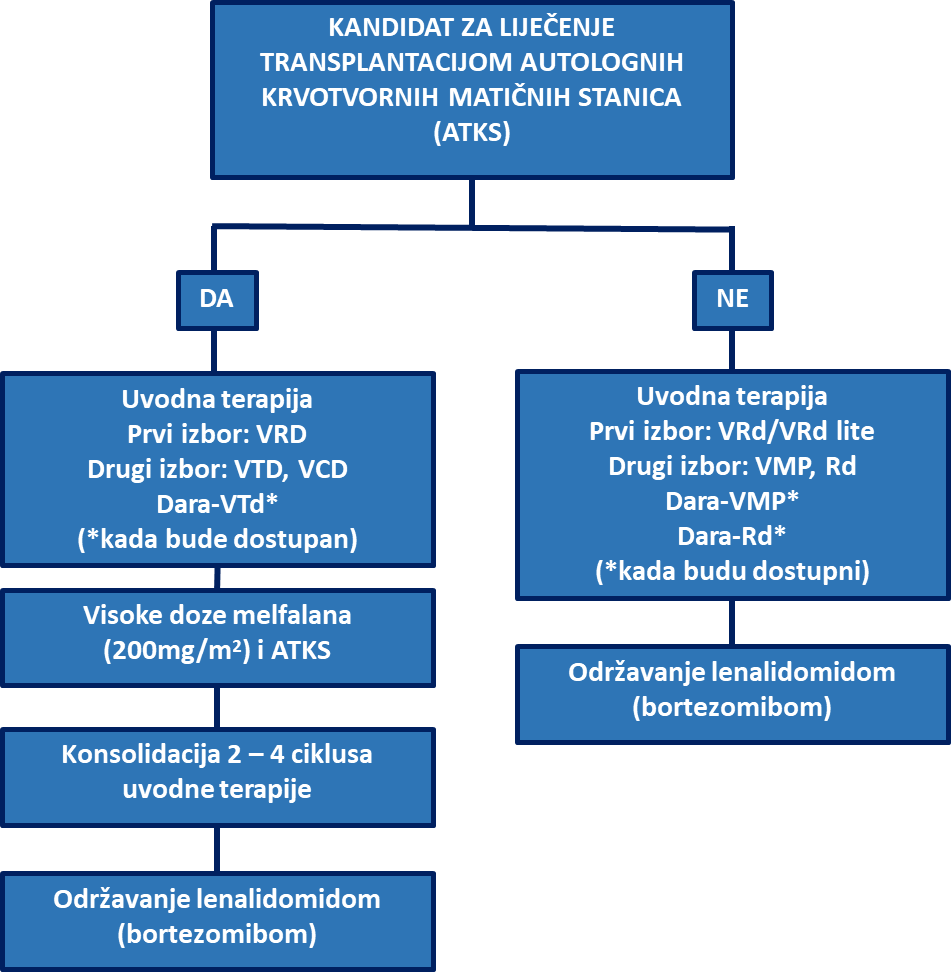 KANDIDAT ZA LIJEČENJE
TRANSPLANTACIJOM AUTOLOGNIH
KRVOTVORNIH MATIČNIH STANICA
(ATKS)
DA
NE
Uvodna terapija
Prvi izbor: VRD
Drugi izbor: VTD, VCD
Dara-VTd*
(*kada bude dostupan)
Visoke doze melfalana
(200mg/m²) i ATKS
Konsolidacija 2 – 4 ciklusa
uvodne terapije
Održavanje lenalidomidom
(bortezomibom)
Uvodna terapija
Prvi izbor: VRd/VRd lite
Drugi izbor: VMP, Rd
Dara-VMP*
Dara-Rd*
(*kada budu dostupni)
Održavanje lenalidomidom
(bortezomibom)